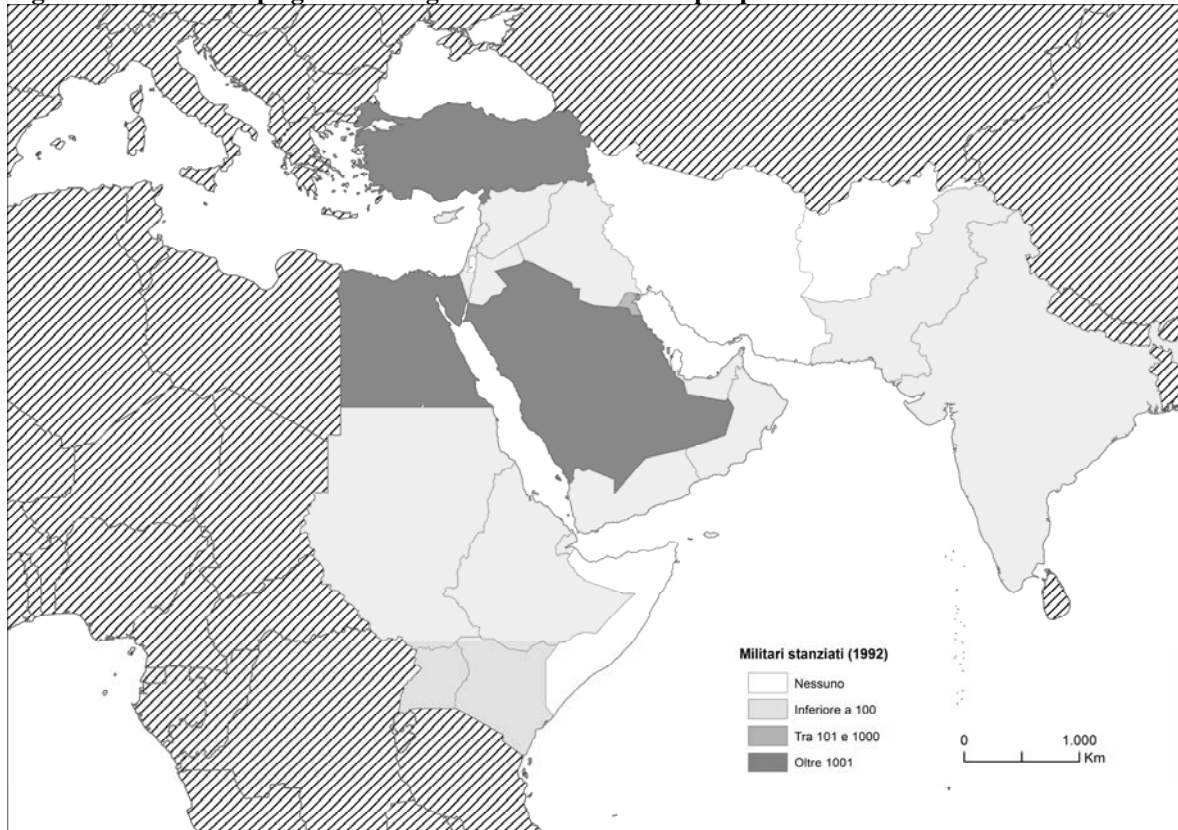 Militari stanziati (1992)
Nessuno
Inferiore a 100
Tra 101 e 1000
Oltre 1001
0 1.000
Km